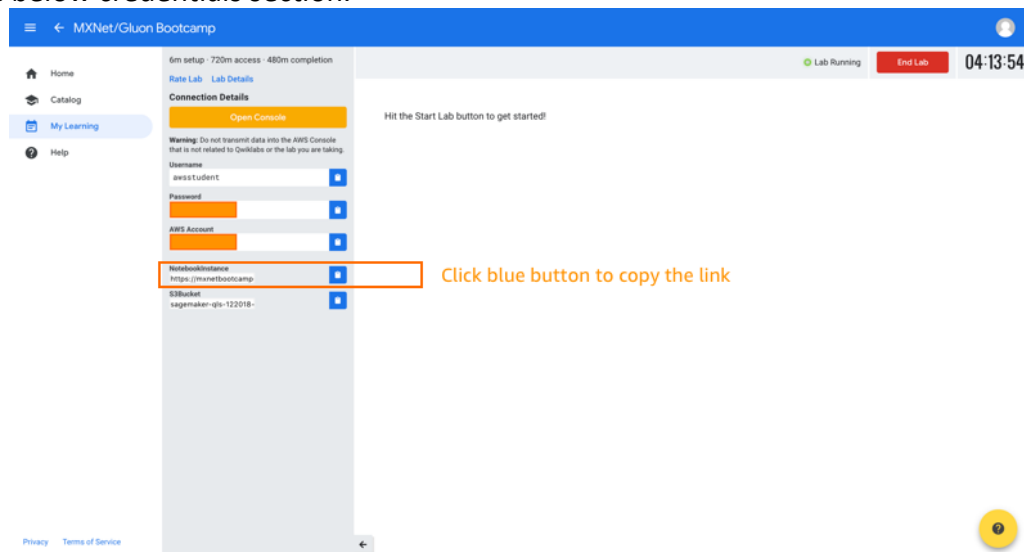 below credentials section.
MXNet/Gluon Bootcamp
Home
Catalog
My Learning
Help
6m setup · 720m access · 480m completion
Rate Lab Lab Details
Connection Details
Open Console
Warning: Do not transmit data into the AWS Console
that is not related to Qwiklabs or the lab you are taking.
Username
awsstudent
Password
AWS Account
NotebookInstance
https://mxnetbootcamp
S3Bucket
sagemaker-qls-122018-
Lab Running
End Lab
04:13:54
Hit the Start Lab button to get started!
Click blue button to copy the link
Privacy Terms of Service